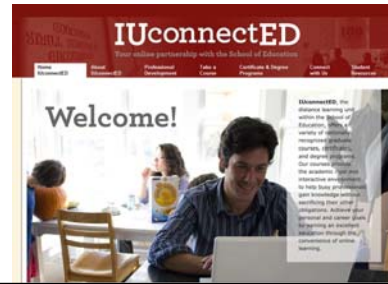 IUconnectED
Your online partnership with the School of Education
Home
IUconnectED
About
IUconnectED
Professional
Development
Take a
Course
Certificate & Degree
Programs
Connect
with Us
Student
Resources
Welcome!
IUconnectED, the
distance learning unit
within the School of
Education, offers a
variety of nationally
recognized graduate
courses, certificates,
and degree programs.
Our courses provide
the academic rigor and
interactive environment
to help busy professionals
gain knowledge without
sacrificing their other
obligations. Achieve your
personal and career goals
by earning an excellent
education through the
convenience of online
learning.